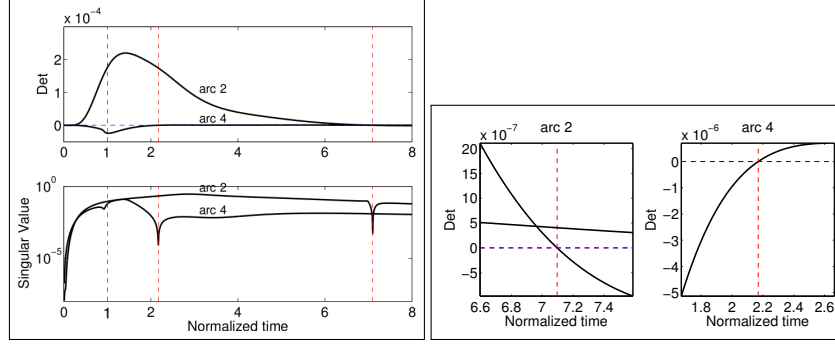 x 10⁻⁴
2
1
0
Det
arc 2
arc 4
0 1 2 4 6 8
10⁰
10⁻⁵
Singular Value
arc 2
arc 4
0 1 2 4 6 8
Normalized time
x 10⁻⁷
arc 2
20
15
10
5
0
−5
Det
6.6 6.8 7 7.2 7.4
Normalized time
x 10⁻⁶
arc 4
0
−1
−2
−3
−4
−5
Det
1.8 2 2.2 2.4 2.6
Normalized time